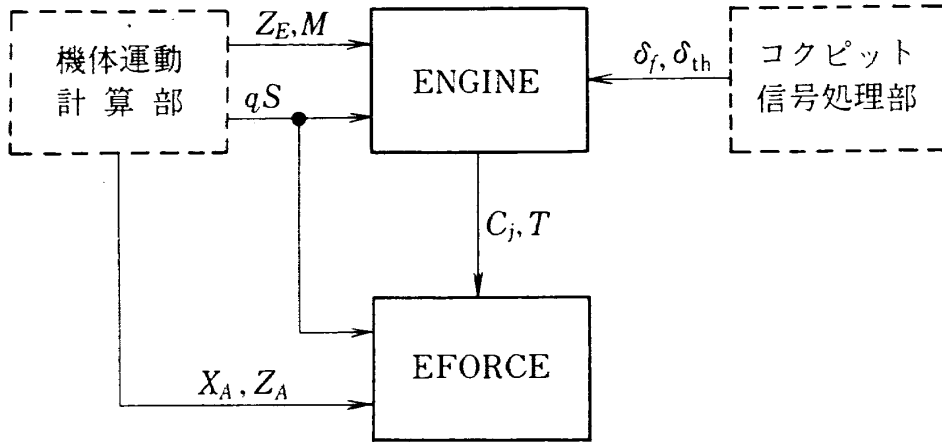 機体運動
計算部
Z_E, M
qS
ENGINE
δ_f, δ_th
コクピット
信号処理部
C_j, T
EFORCE
X_A, Z_A